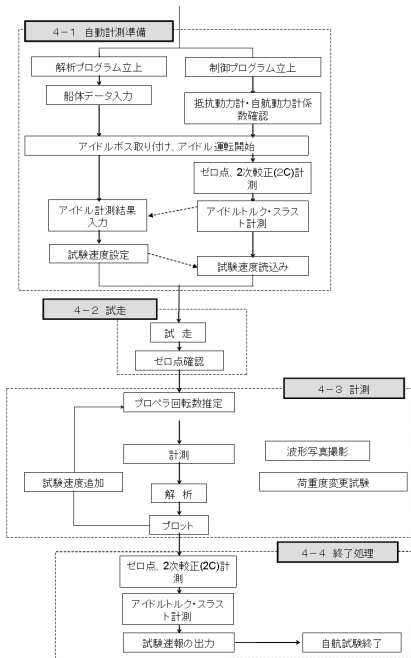 4-1 自動計測準備
解析プログラム立上
制御プログラム立上
船体データ入力
抵抗動力計・自航動力計係
数確認
アイドルボス取り付け、アイドル運転開始
ゼロ点、2次較正(2C)計
測
アイドル計測結果
入力
アイドルトルク・スラス
ト計測
試験速度設定
試験速度読込み
4-2 試走
試 走
ゼロ点確認
4-3 計測
プロペラ回転数推定
計測
波形写真撮影
試験速度追加
荷重度変更試験
解 析
プロット
4-4 終了処理
ゼロ点、2次較正(2C)計
測
アイドルトルク・スラス
ト計測
試験速報の出力
自航試験終了